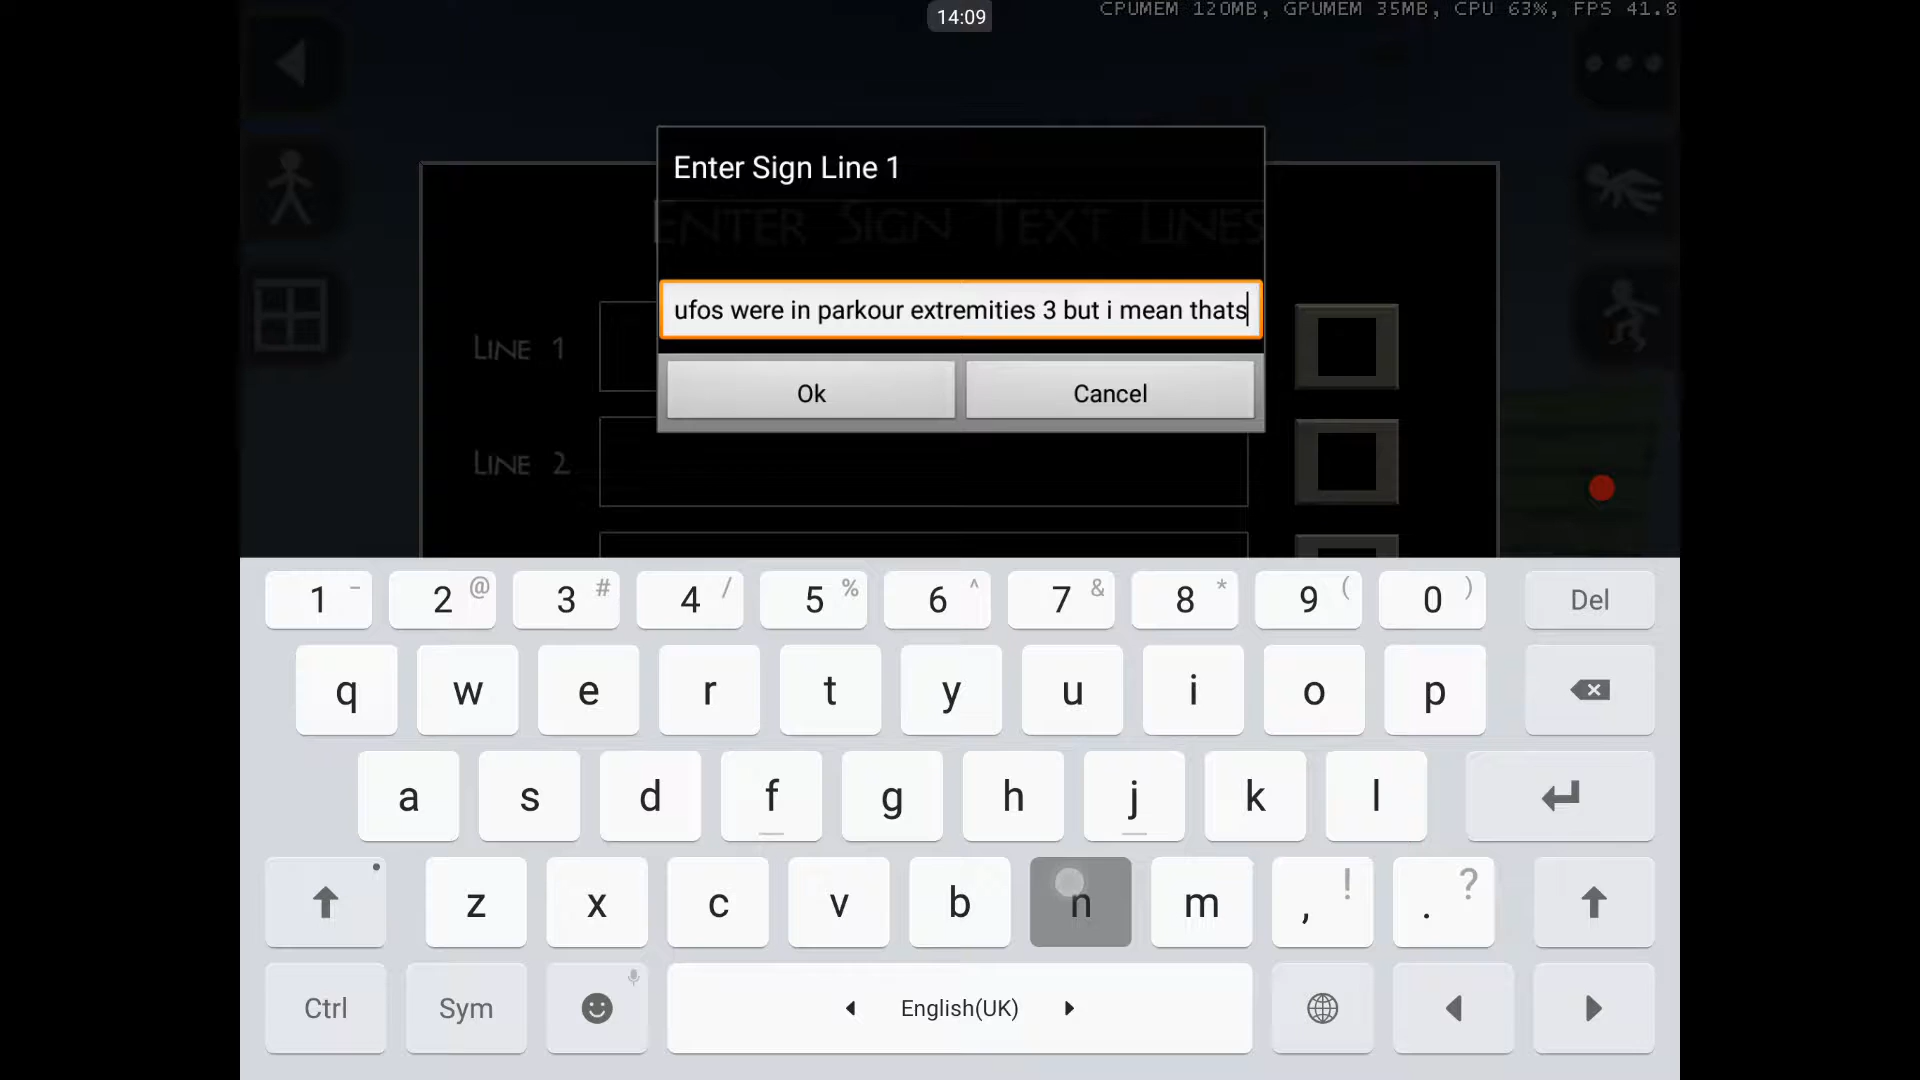 14:09
CPUMEM 120MB, GPUMEM 35MB, CPU 63%, FPS 41.8
Enter Sign Line 1
ENTER SIGN TEXT LINES
ufos were in parkour extremities 3 but i mean thats
LINE 1
Ok Cancel
LINE 2
1 - 2 @ 3 # 4 / 5 % 6 ^ 7 & 8 * 9 ( 0 ) Del
q w e r t y u i o p
a s d f g h j k l
z x c v b n m , ! . ?
Ctrl Sym English(UK)